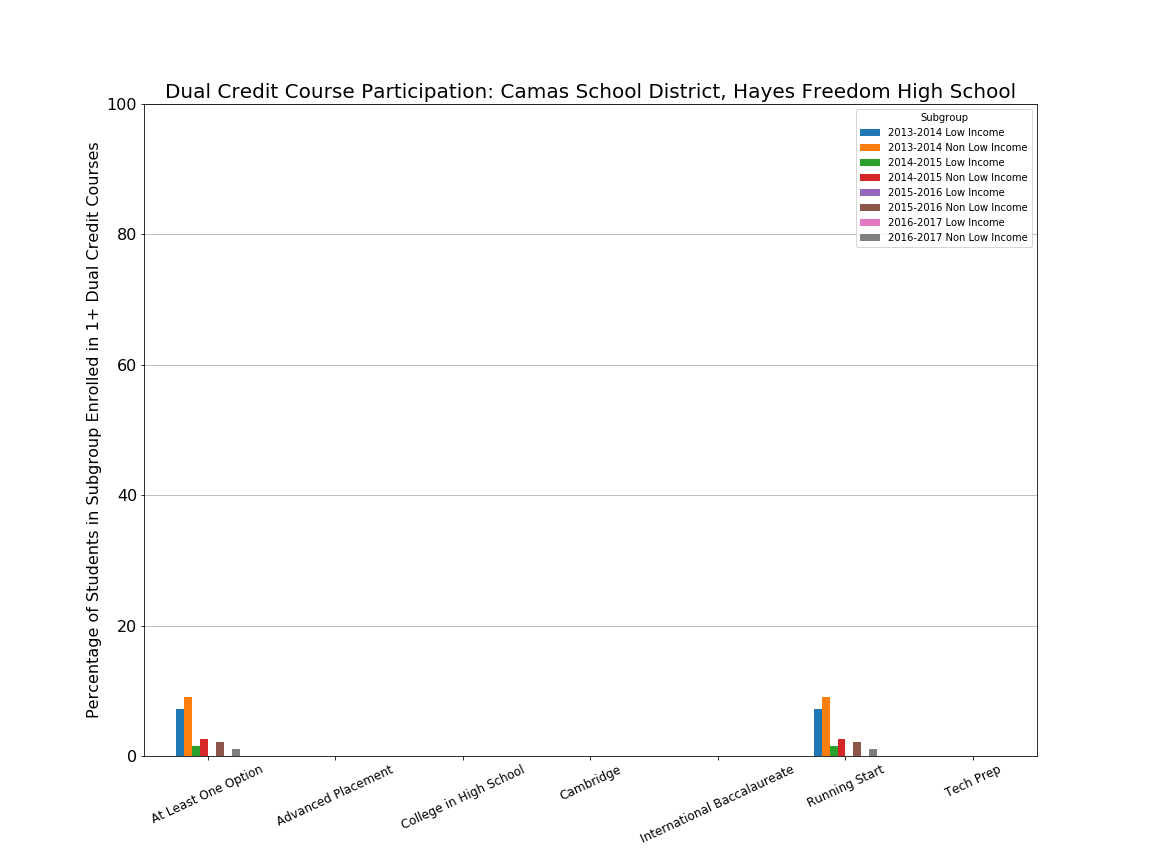 Dual Credit Course Participation: Camas School District, Hayes Freedom High School
Percentage of Students in Subgroup Enrolled in 1+ Dual Credit Courses
100
80
60
40
20
0
Subgroup
2013-2014 Low Income
2013-2014 Non Low Income
2014-2015 Low Income
2014-2015 Non Low Income
2015-2016 Low Income
2015-2016 Non Low Income
2016-2017 Low Income
2016-2017 Non Low Income
At Least One Option
Advanced Placement
College in High School
Cambridge
International Baccalaureate
Running Start
Tech Prep